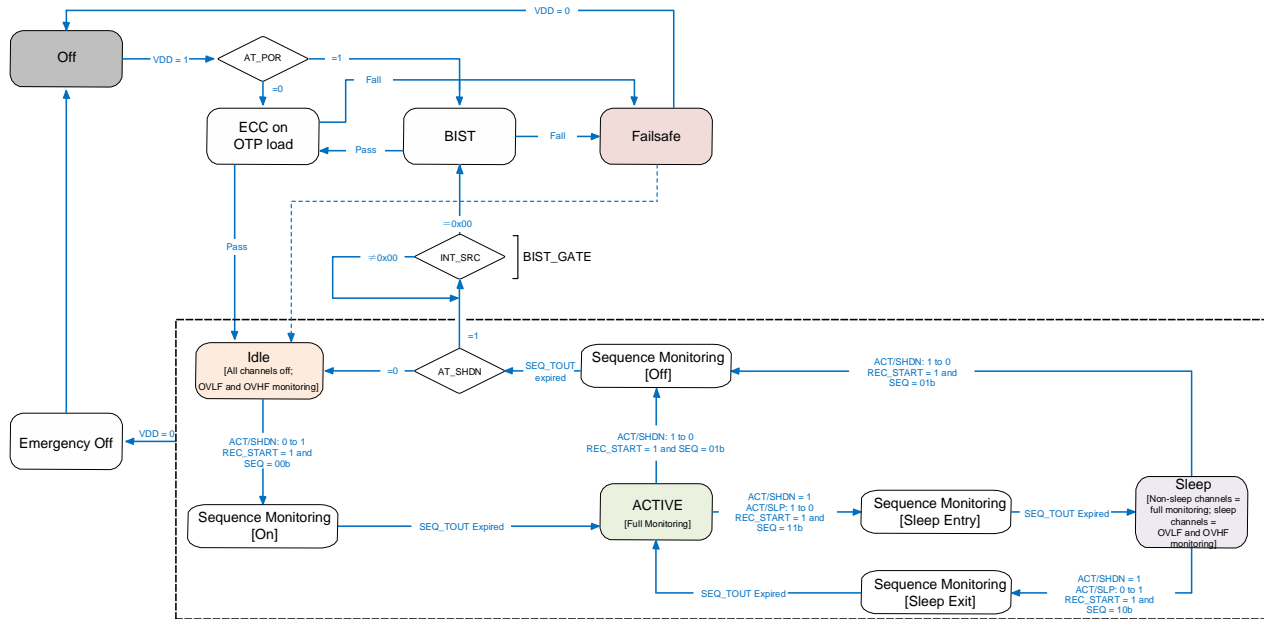 VDD = 0
Off
VDD = 1
AT_POR
=1
=0
Fall
ECC on
OTP load
BIST
Failsafe
Pass
Fall
=0x00
Pass
≠0x00
INT_SRC
BIST_GATE
=1
Idle
[All channels off;
OVLF and OVHF monitoring]
=0
AT_SHDN
SEQ_TOUT
expired
Sequence Monitoring
[Off]
ACT/SHDN: 1 to 0
REC_START = 1 and
SEQ = 01b
Emergency Off
VDD = 0
ACT/SHDN: 0 to 1
REC_START = 1 and
SEQ = 00b
ACT/SHDN: 1 to 0
REC_START = 1 and SEQ = 01b
Sequence Monitoring
[On]
SEQ_TOUT Expired
ACTIVE
[Full Monitoring]
ACT/SHDN = 1
ACT/SLP: 1 to 0
REC_START = 1 and
SEQ = 11b
Sequence Monitoring
[Sleep Entry]
SEQ_TOUT Expired
Sleep
[Non-sleep channels =
full monitoring; sleep
channels =
OVLF and OVHF
monitoring]
SEQ_TOUT Expired
Sequence Monitoring
[Sleep Exit]
ACT/SHDN = 1
ACT/SLP: 0 to 1
REC_START = 1 and
SEQ = 10b